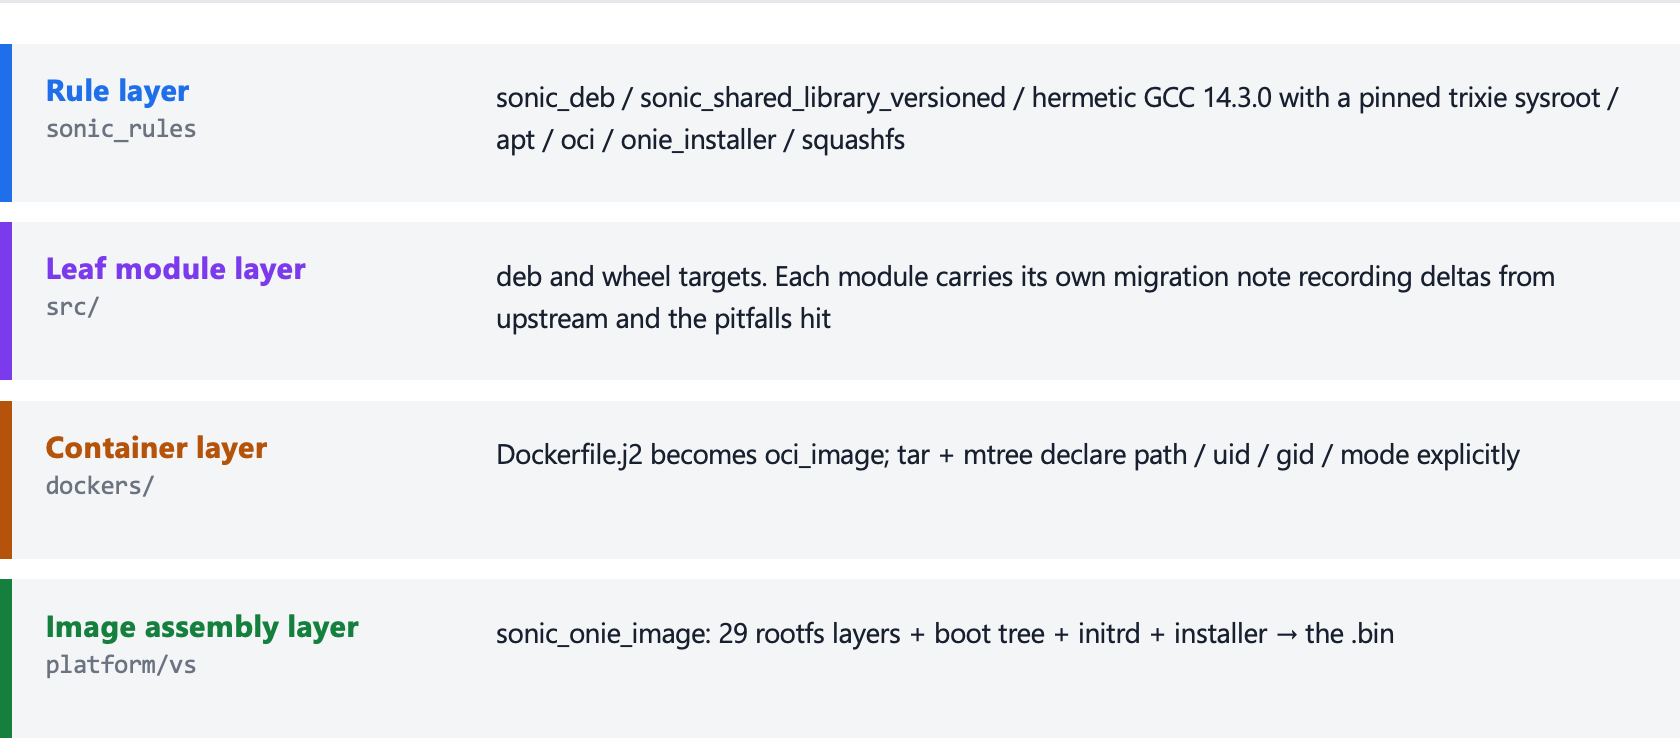 Rule layer
sonic_rules
sonic_deb / sonic_shared_library_versioned / hermetic GCC 14.3.0 with a pinned trixie sysroot /
apt / oci / onie_installer / squashfs
Leaf module layer
src/
deb and wheel targets. Each module carries its own migration note recording deltas from
upstream and the pitfalls hit
Container layer
dockers/
Dockerfile.j2 becomes oci_image; tar + mtree declare path / uid / gid / mode explicitly
Image assembly layer
platform/vs
sonic_onie_image: 29 rootfs layers + boot tree + initrd + installer → the .bin